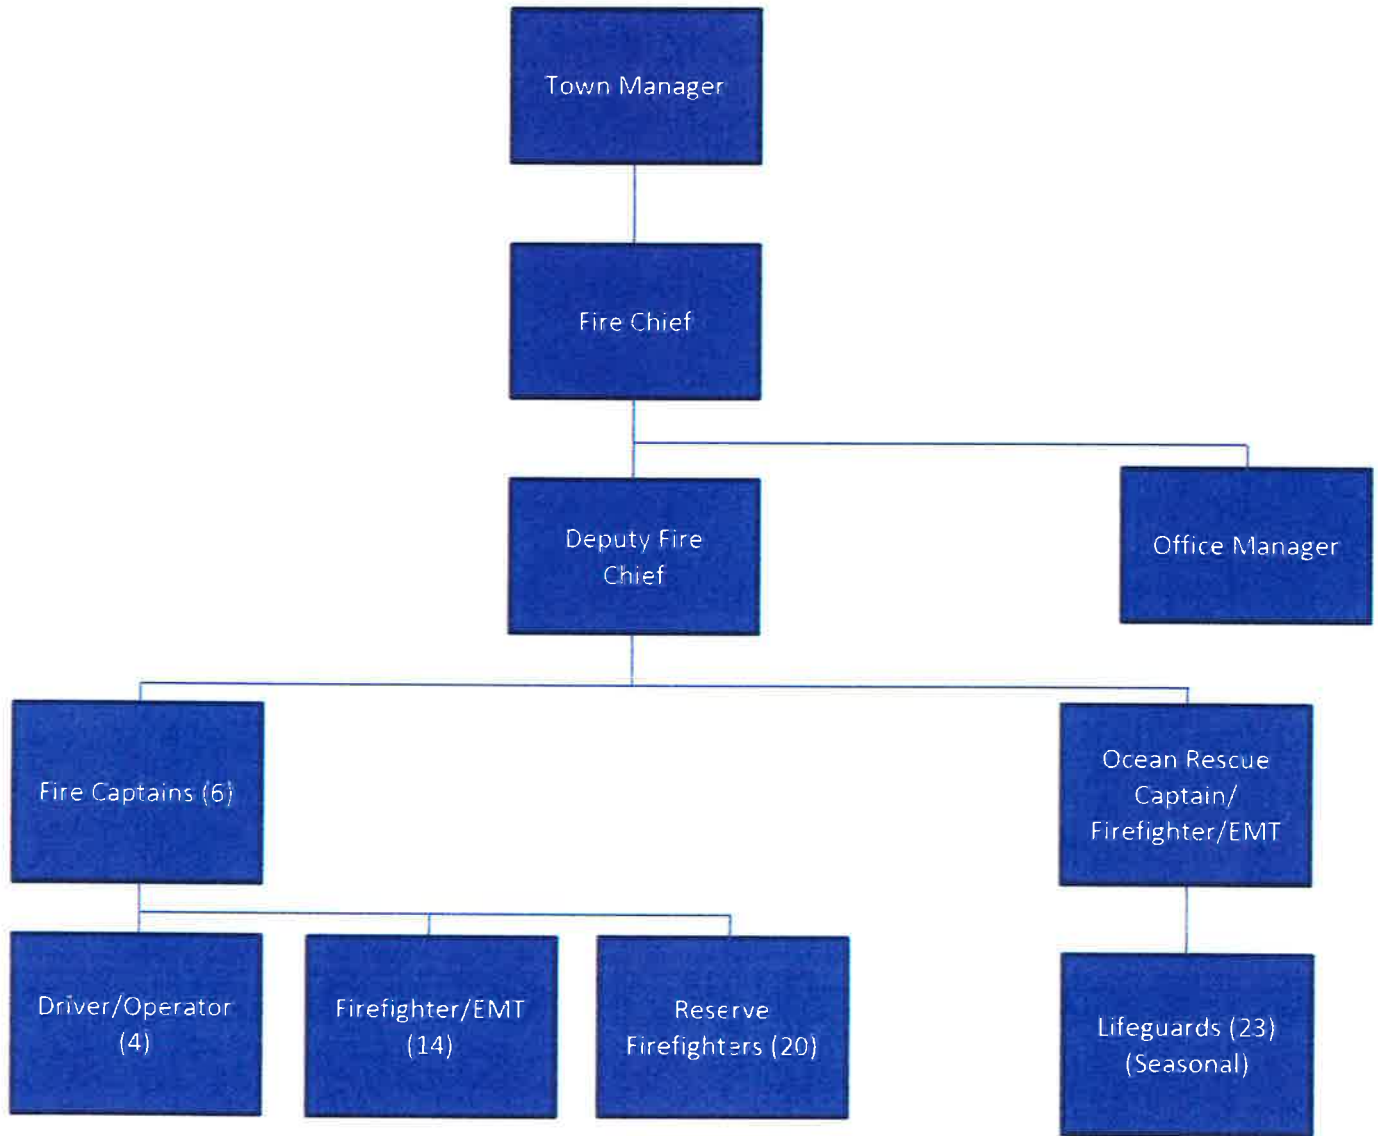 Town Manager
Fire Chief
Deputy Fire
Chief
Office Manager
Fire Captains (6)
Ocean Rescue
Captain/
Firefighter/EMT
Driver/Operator
(4)
Firefighter/EMT
(14)
Reserve
Firefighters (20)
Lifeguards (23)
(Seasonal)